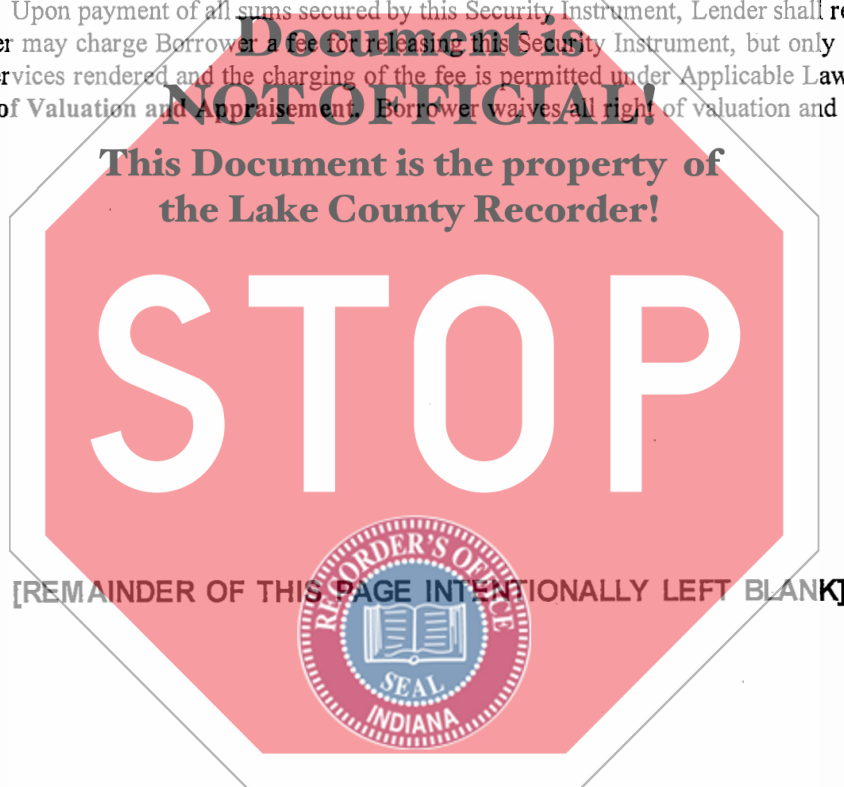 Upon payment of all sums secured by this Security Instrument, Lender shall re
er may charge Borrower a fee for releasing this Security Instrument, but only
rvices rendered and the charging of the fee is permitted under Applicable Law
of Valuation and Appraisement. Borrower waives all right of valuation and
Document is
NOT OFFICIAL!
This Document is the property of
the Lake County Recorder!
STOP
[REMAINDER OF THIS PAGE INTENTIONALLY LEFT BLANK]
RECORDER'S OFFICE
SEAL
INDIANA